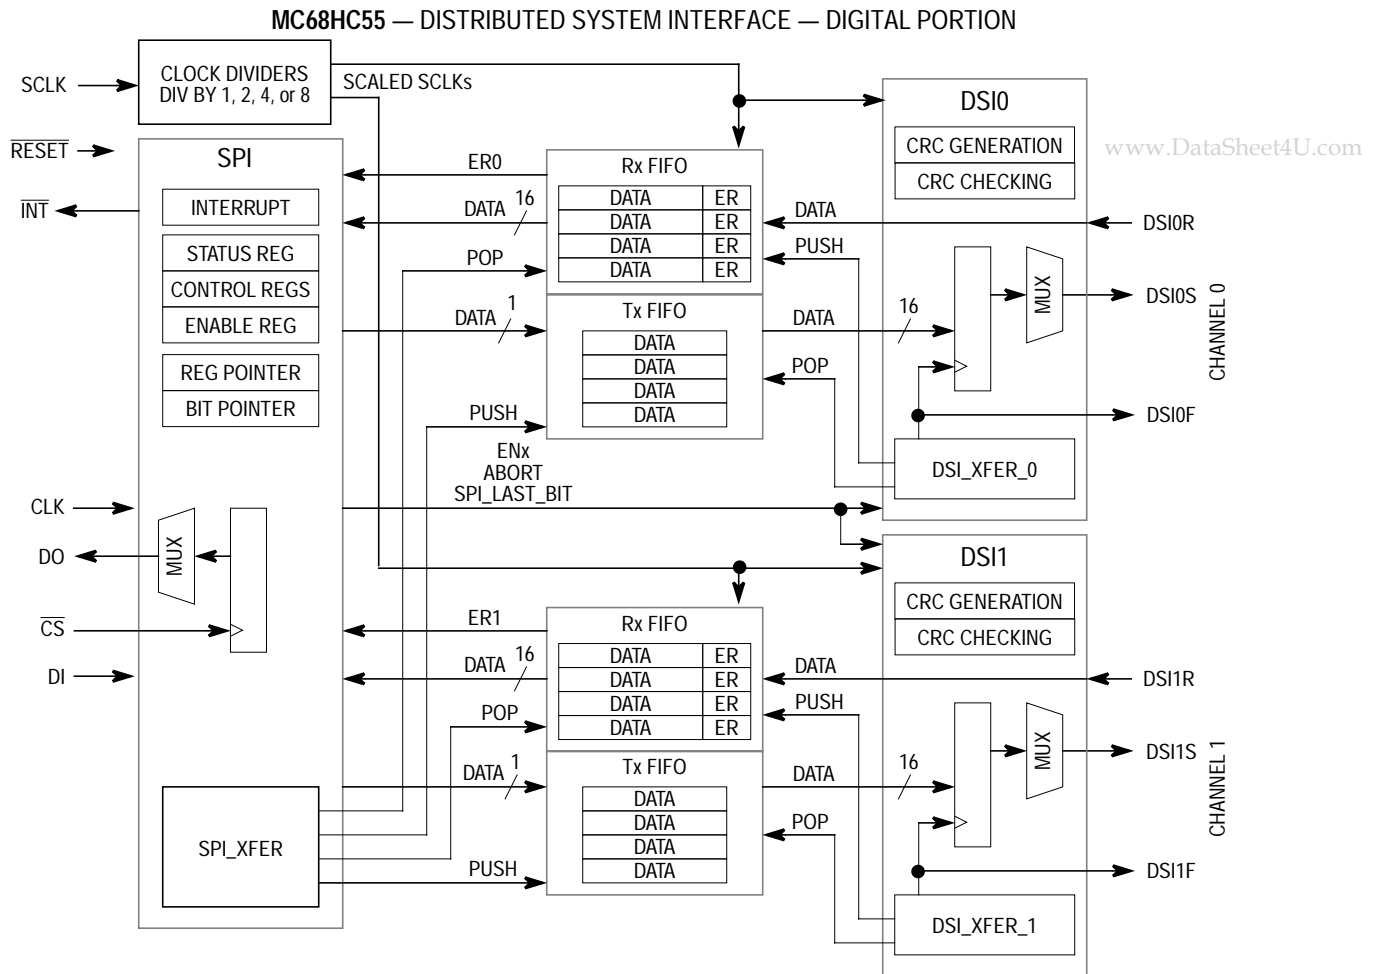 MC68HC55 — DISTRIBUTED SYSTEM INTERFACE — DIGITAL PORTION
SCLK
CLOCK DIVIDERS
DIV BY 1, 2, 4, or 8
SCALED SCLKs
RESET
INT
SPI
INTERRUPT
STATUS REG
CONTROL REGS
ENABLE REG
REG POINTER
BIT POINTER
CLK
DO
MUX
CS
DI
SPI_XFER
ER0
DATA
16
POP
DATA
1
PUSH
Rx FIFO
DATA ER
DATA ER
DATA ER
DATA ER
Tx FIFO
DATA
DATA
DATA
DATA
DATA
PUSH
DATA
16
POP
DSI0
CRC GENERATION
CRC CHECKING
MUX
DSI_XFER_0
www.DataSheet4U.com
DSI0R
DSI0S
DSI0F
CHANNEL 0
ENx
ABORT
SPI_LAST_BIT
ER1
DATA
16
POP
DATA
1
PUSH
Rx FIFO
DATA ER
DATA ER
DATA ER
DATA ER
Tx FIFO
DATA
DATA
DATA
DATA
DATA
PUSH
DATA
16
POP
DSI1
CRC GENERATION
CRC CHECKING
MUX
DSI_XFER_1
DSI1R
DSI1S
DSI1F
CHANNEL 1